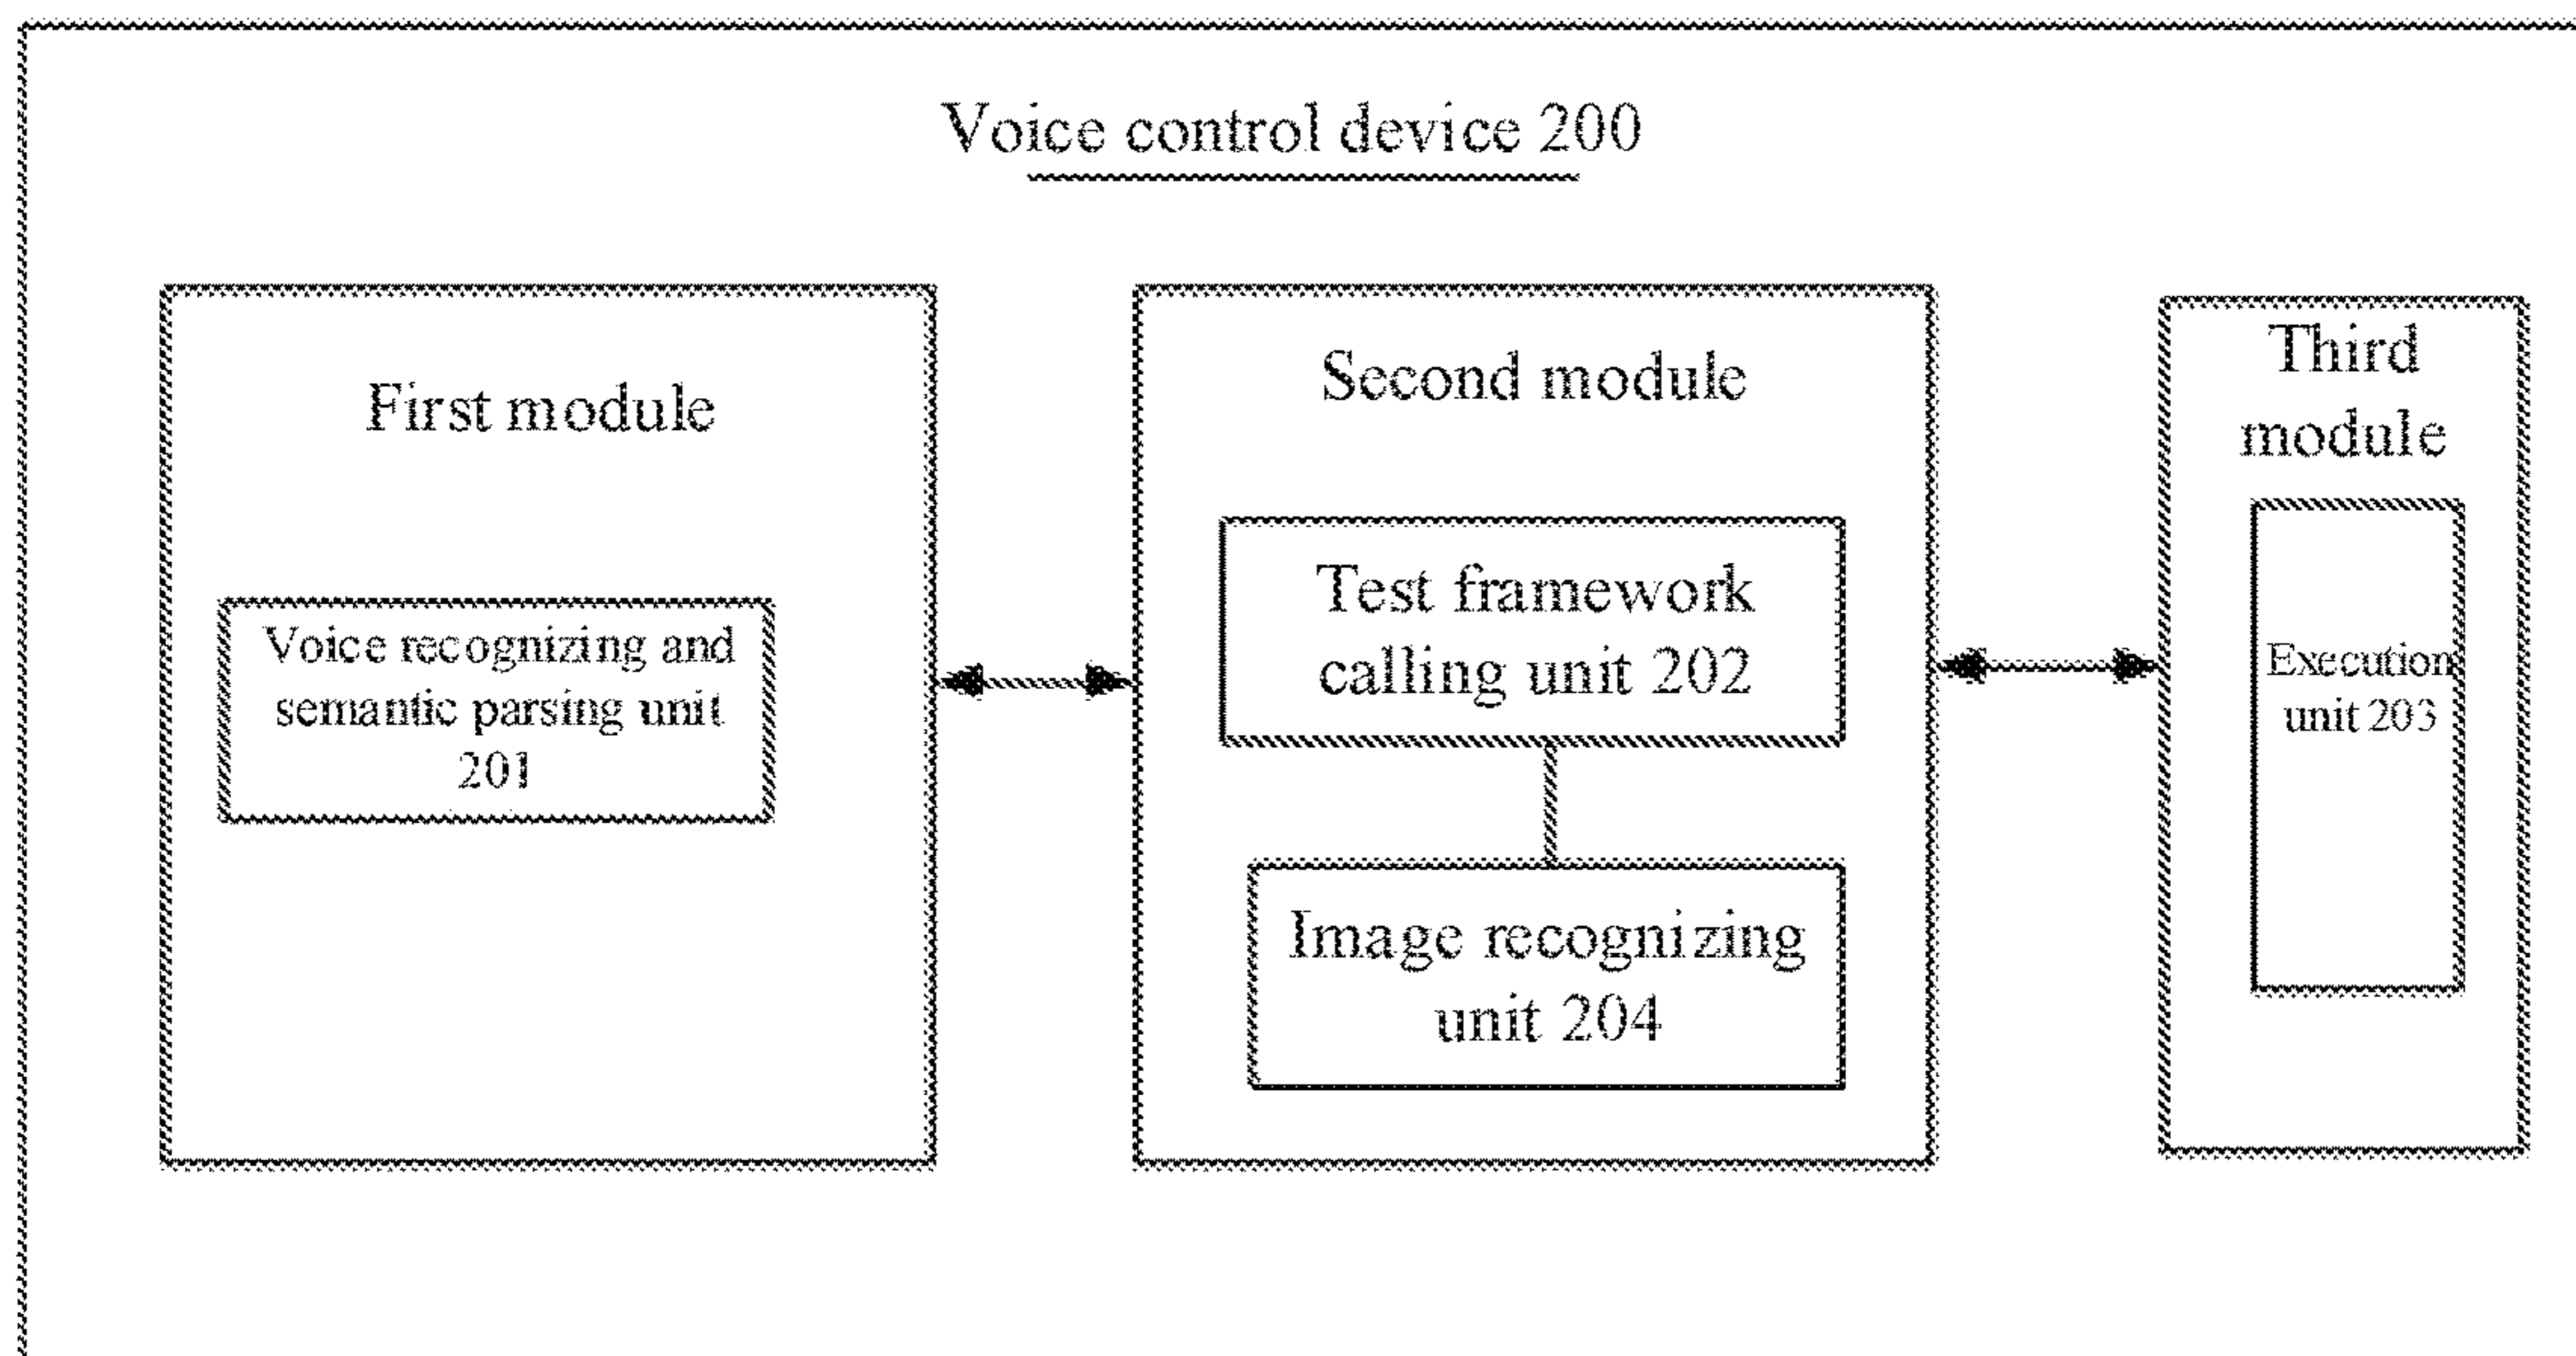 Voice control device 200
First module
Voice recognizing and
semantic parsing unit
201
Second module
Test framework
calling unit 202
Image recognizing
unit 204
Third
module
Execution
unit 203